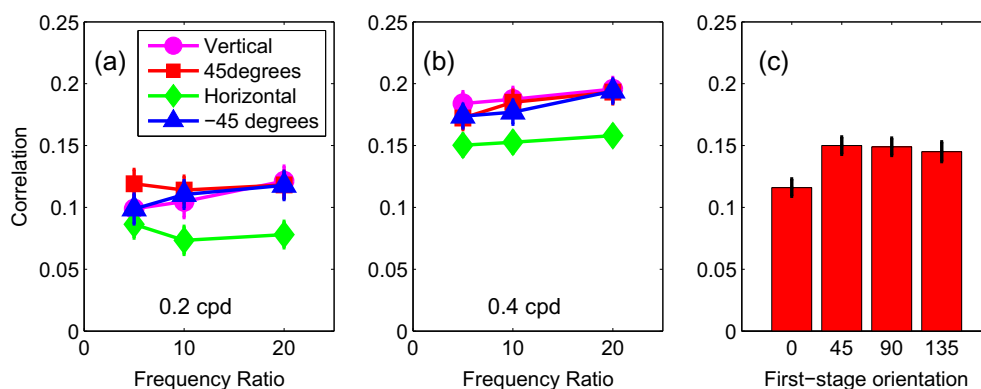 0.25
0.2
0.15
0.1
0.05
0
Correlation
(a)
Vertical
45degrees
Horizontal
−45 degrees
0.2 cpd
0 10 20
Frequency Ratio
0.25
0.2
0.15
0.1
0.05
0
(b)
0.4 cpd
0 10 20
Frequency Ratio
0.25
0.2
0.15
0.1
0.05
0
(c)
0 45 90 135
First−stage orientation